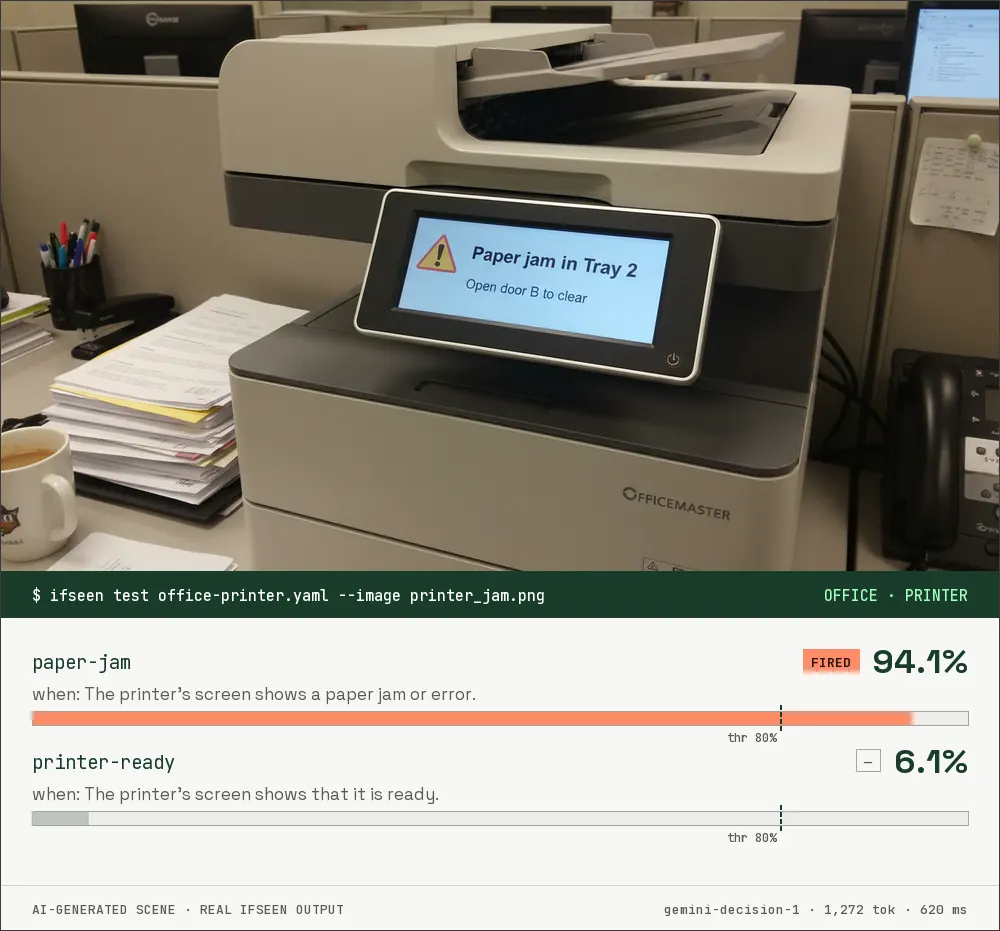 Paper jam in Tray 2
Open door B to clear
OFFICEMASTER
$ ifseen test office-printer.yaml --image printer_jam.png
OFFICE · PRINTER
paper-jam
FIRED
94.1%
when: The printer's screen shows a paper jam or error.
thr 80%
printer-ready
–
6.1%
when: The printer's screen shows that it is ready.
thr 80%
AI-GENERATED SCENE · REAL IFSEEN OUTPUT
gemini-decision-1 · 1,272 tok · 620 ms